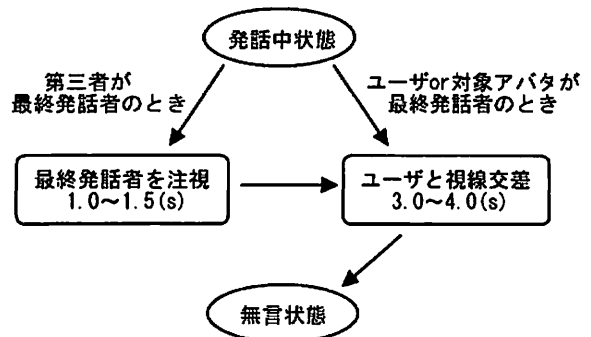 発話中状態
第三者が
最終発話者のとき
ユーザor対象アバタが
最終発話者のとき
最終発話者を注視
1.0〜1.5(s)
ユーザと視線交差
3.0〜4.0(s)
無言状態